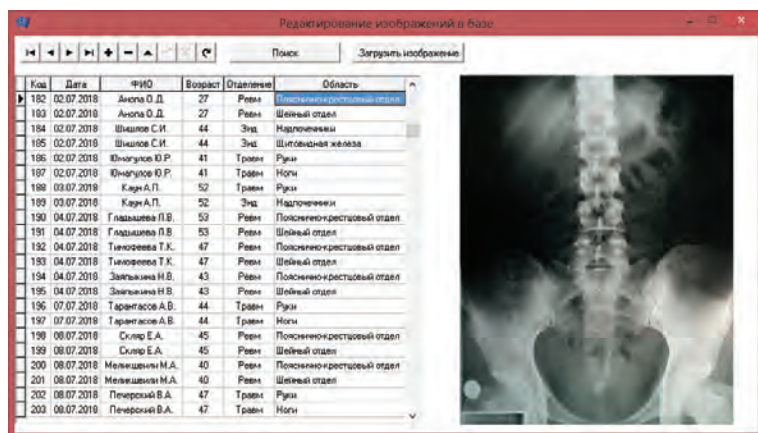 Редактирование изображений в базе
Поиск Загрузить изображение
Код Дата ФИО Возраст Отделение Область
182 02.07.2018 Анопа О.Д. 27 Ревм Пояснично-крестцовый отдел
183 02.07.2018 Анопа О.Д. 27 Ревм Шейный отдел
184 02.07.2018 Шишлов С.И. 44 Энд Надпочечники
185 02.07.2018 Шишлов С.И. 44 Энд Щитовидная железа
186 02.07.2018 Юмагулов Ю.Р. 41 Травм Руки
187 02.07.2018 Юмагулов Ю.Р. 41 Травм Ноги
188 03.07.2018 Каун А.П. 52 Травм Руки
189 03.07.2018 Каун А.П. 52 Энд Надпочечники
190 04.07.2018 Гладышева Л.В. 53 Ревм Пояснично-крестцовый отдел
191 04.07.2018 Гладышева Л.В. 53 Ревм Шейный отдел
192 04.07.2018 Тимофеева Т.К. 47 Ревм Пояснично-крестцовый отдел
193 04.07.2018 Тимофеева Т.К. 47 Ревм Шейный отдел
194 04.07.2018 Н.В. 43 Ревм Пояснично-крестцовый отдел
195 04.07.2018 Н.В. 43 Ревм Шейный отдел
196 07.07.2018 Тарантасов А.В. 44 Травм Руки
197 07.07.2018 Тарантасов А.В. 44 Травм Ноги
198 08.07.2018 Скляр Е.А. 45 Ревм Пояснично-крестцовый отдел
199 08.07.2018 Скляр Е.А. 45 Ревм Шейный отдел
200 08.07.2018 М.А. 40 Ревм Пояснично-крестцовый отдел
201 08.07.2018 М.А. 40 Ревм Шейный отдел
202 08.07.2018 Печерский В.А. 47 Травм Руки
203 08.07.2018 Печерский В.А. 47 Травм Ноги